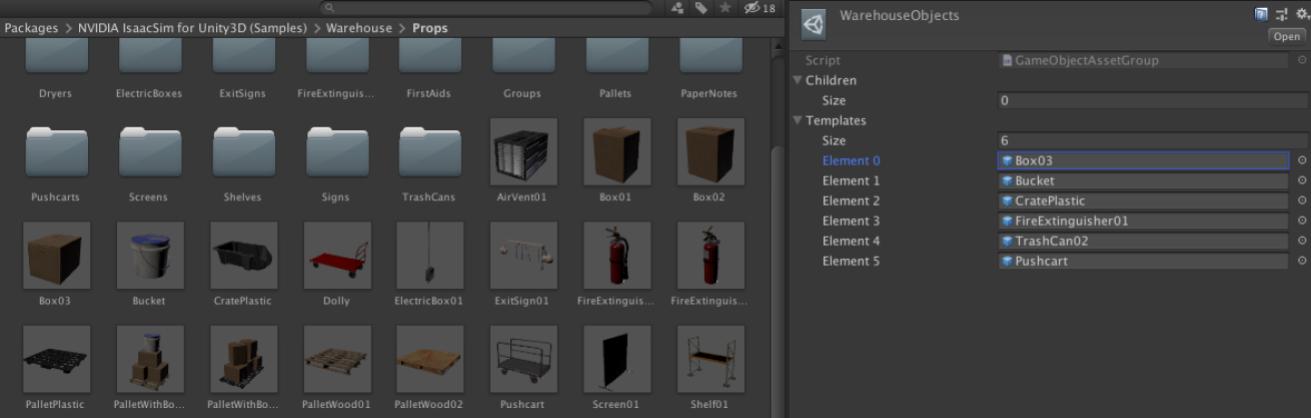 18
Packages > NVIDIA IsaacSim for Unity3D (Samples) > Warehouse > Props
Dryers ElectricBoxes ExitSigns FireExtinguis... FirstAids Groups Pallets PaperNotes
Pushcarts Screens Shelves Signs TrashCans AirVent01 Box01 Box02
Box03 Bucket CratePlastic Dolly ElectricBox01 ExitSign01 FireExtinguis... FireExtinguis...
PalletPlastic PalletWithBo... PalletWithBo... PalletWood01 PalletWood02 Pushcart Screen01 Shelf01
WarehouseObjects
Open
Script GameObjectAssetGroup
Children
Size 0
Templates
Size 6
Element 0 Box03
Element 1 Bucket
Element 2 CratePlastic
Element 3 FireExtinguisher01
Element 4 TrashCan02
Element 5 Pushcart